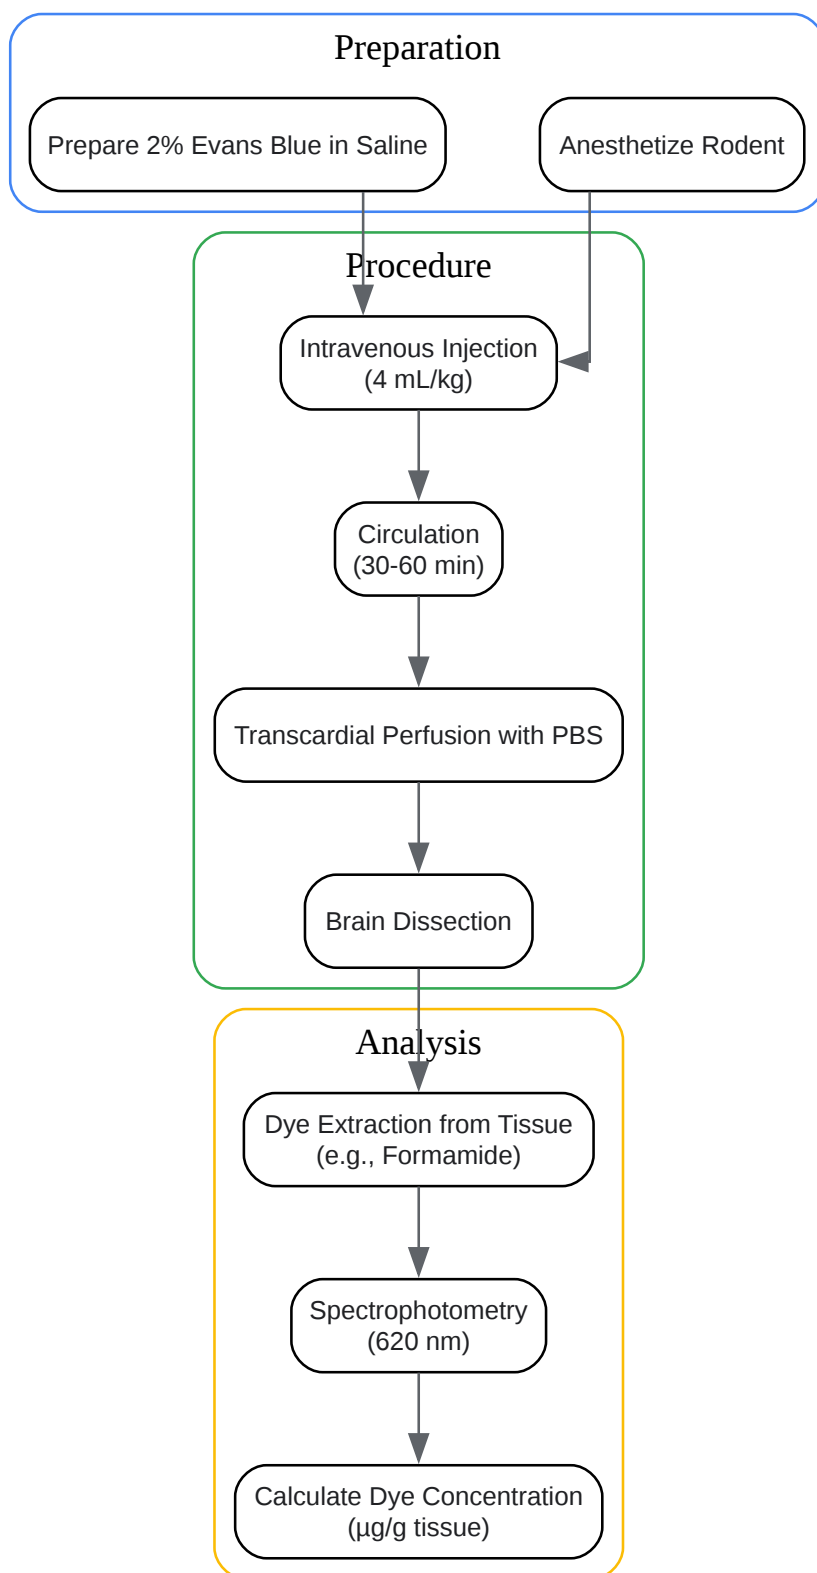 Preparation
Prepare 2% Evans Blue in Saline
Anesthetize Rodent
Procedure
Intravenous Injection
(4 mL/kg)
Circulation
(30-60 min)
Transcardial Perfusion with PBS
Brain Dissection
Analysis
Dye Extraction from Tissue
(e.g., Formamide)
Spectrophotometry
(620 nm)
Calculate Dye Concentration
(µg/g tissue)